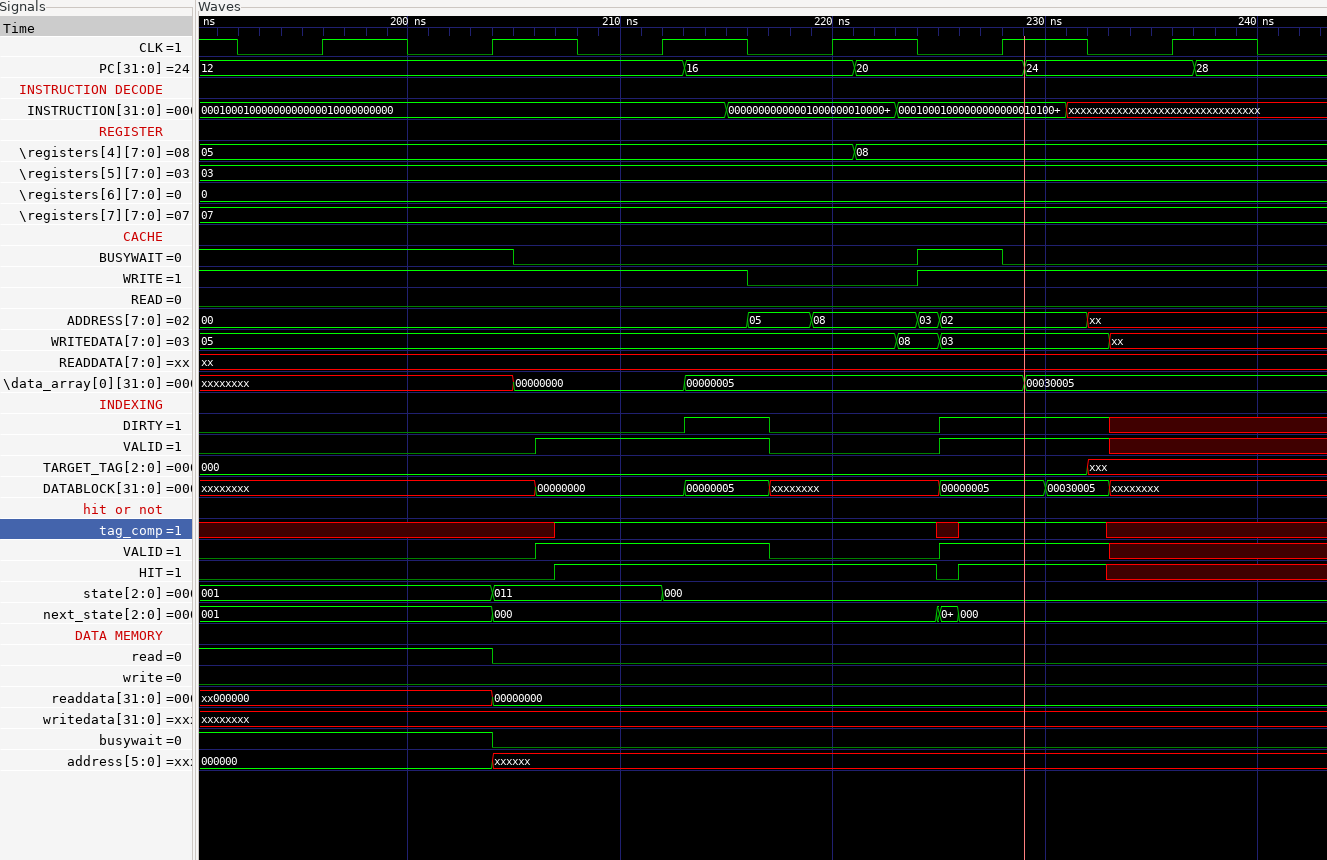 Signals Waves
Time ns 200 ns 210 ns 220 ns 230 ns 240 ns
CLK=1
PC[31:0]=24 12 16 20 24 28
INSTRUCTION DECODE
INSTRUCTION[31:0]=000 00010001000000000000010000000000 00000000000001000000010000+ 00010001000000000000010100+ xxxxxxxxxxxxxxxxxxxxxxxxxxxxxxxx
REGISTER
\registers[4][7:0]=08 05 08
\registers[5][7:0]=03 03
\registers[6][7:0]=0 0
\registers[7][7:0]=07 07
CACHE
BUSYWAIT=0
WRITE=1
READ=0
ADDRESS[7:0]=02 00 05 08 03 02 xx
WRITEDATA[7:0]=03 05 08 03 xx
READDATA[7:0]=xx xx
\data_array[0][31:0]=000 xxxxxxxx 00000000 00000005 00030005
INDEXING
DIRTY=1
VALID=1
TARGET_TAG[2:0]=000 000 xxx
DATABLOCK[31:0]=000 xxxxxxxx 00000000 00000005 xxxxxxxx 00000005 00030005 xxxxxxxx
hit or not
tag_comp=1
VALID=1
HIT=1
state[2:0]=000 001 011 000
next_state[2:0]=000 001 000 0+ 000
DATA MEMORY
read=0
write=0
readdata[31:0]=000 xx000000 00000000
writedata[31:0]=xxx xxxxxxxx
busywait=0
address[5:0]=xxx 000000 xxxxxx